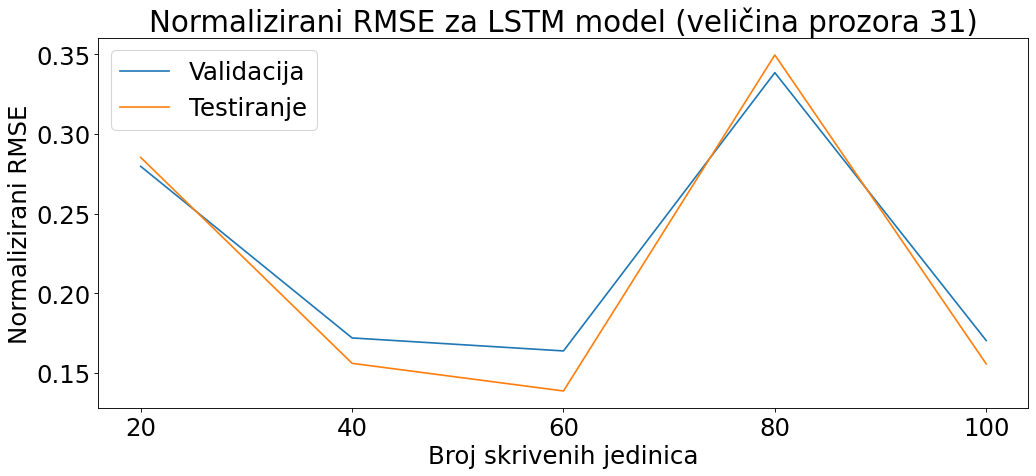 Normalizirani RMSE za LSTM model (veličina prozora 31)
Validacija
Testiranje
Normalizirani RMSE
0.35
0.30
0.25
0.20
0.15
20 40 60 80 100
Broj skrivenih jedinica